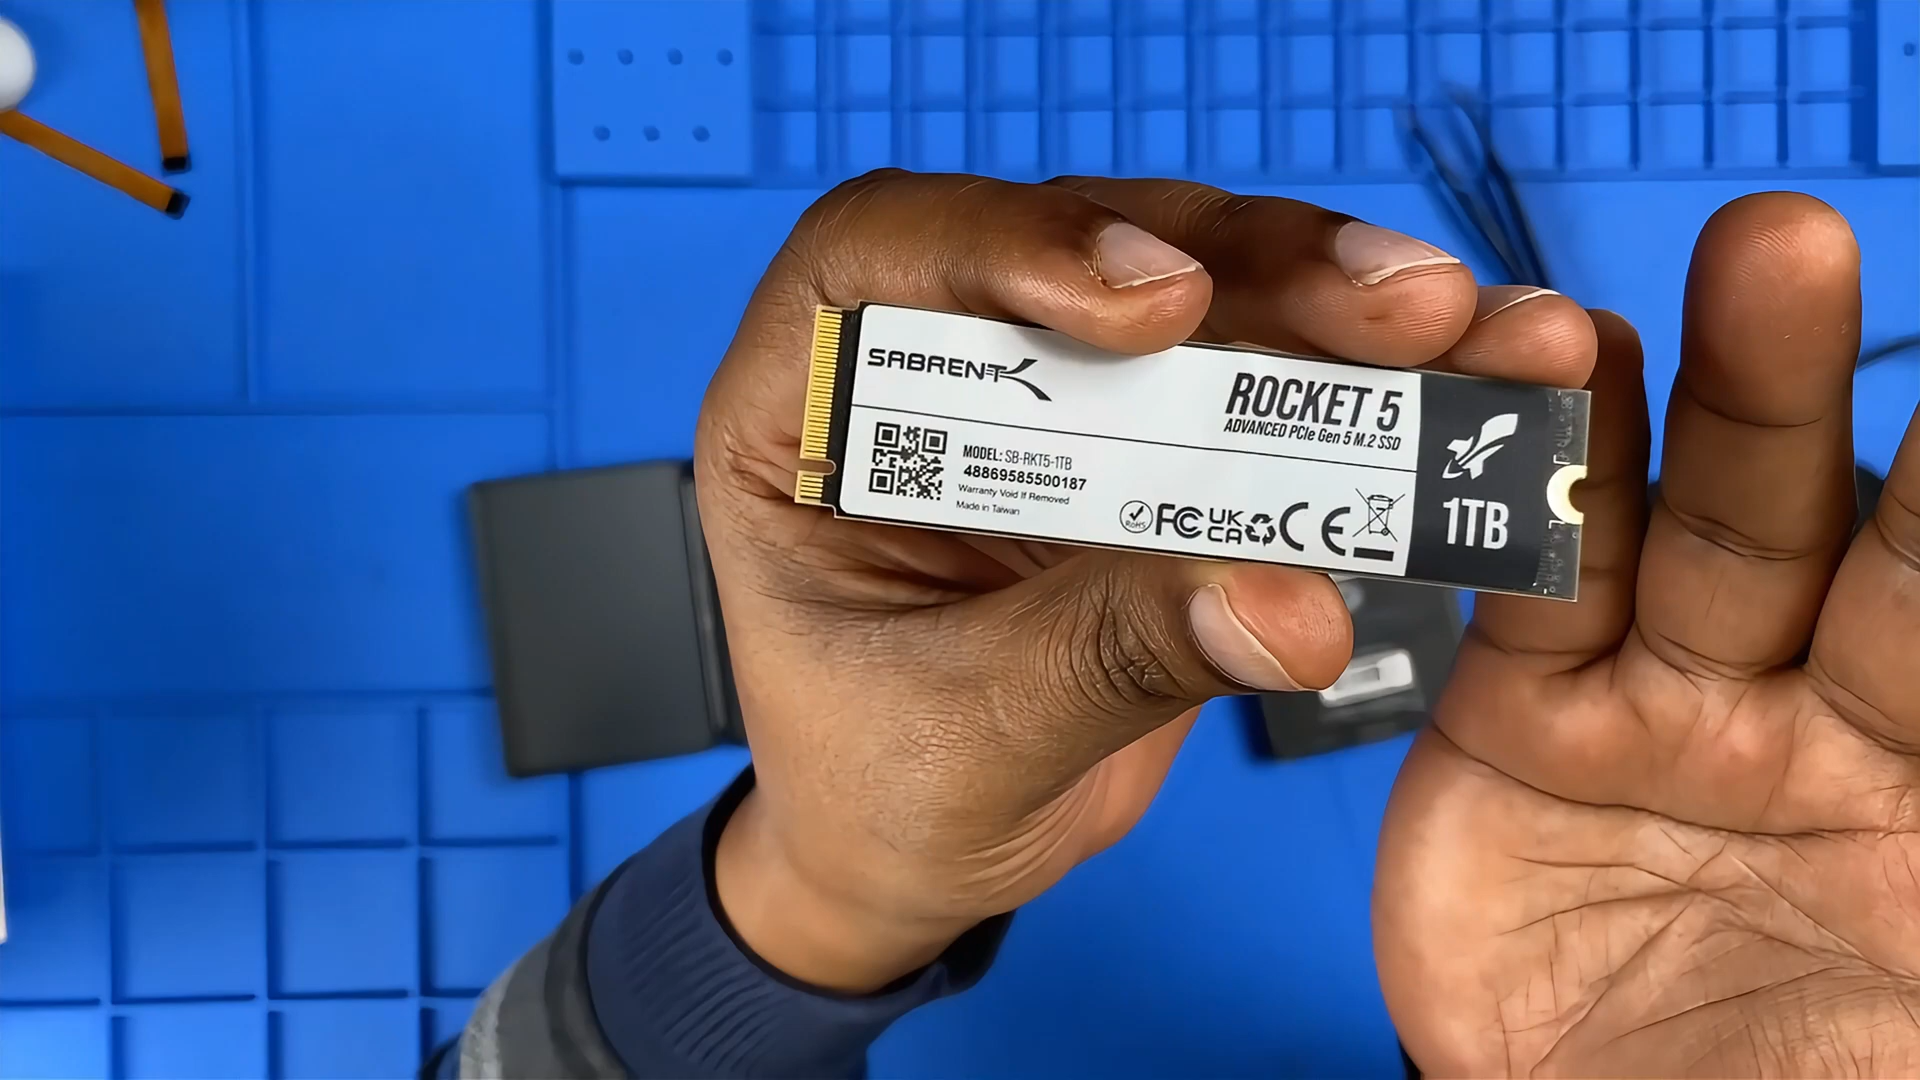 SABRENT
ROCKET 5
ADVANCED PCIe Gen 5 M.2 SSD
MODEL: SB-RKT5-1TB
48869585500187
Warranty Void If Removed
Made in Taiwan
RoHS
FC
UK
CA
CE
1TB